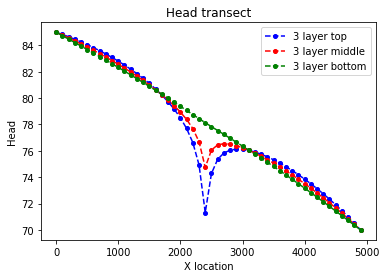 Head transect
3 layer top
3 layer middle
3 layer bottom
Head
84
82
80
78
76
74
72
70
0
1000
2000
3000
4000
5000
X location